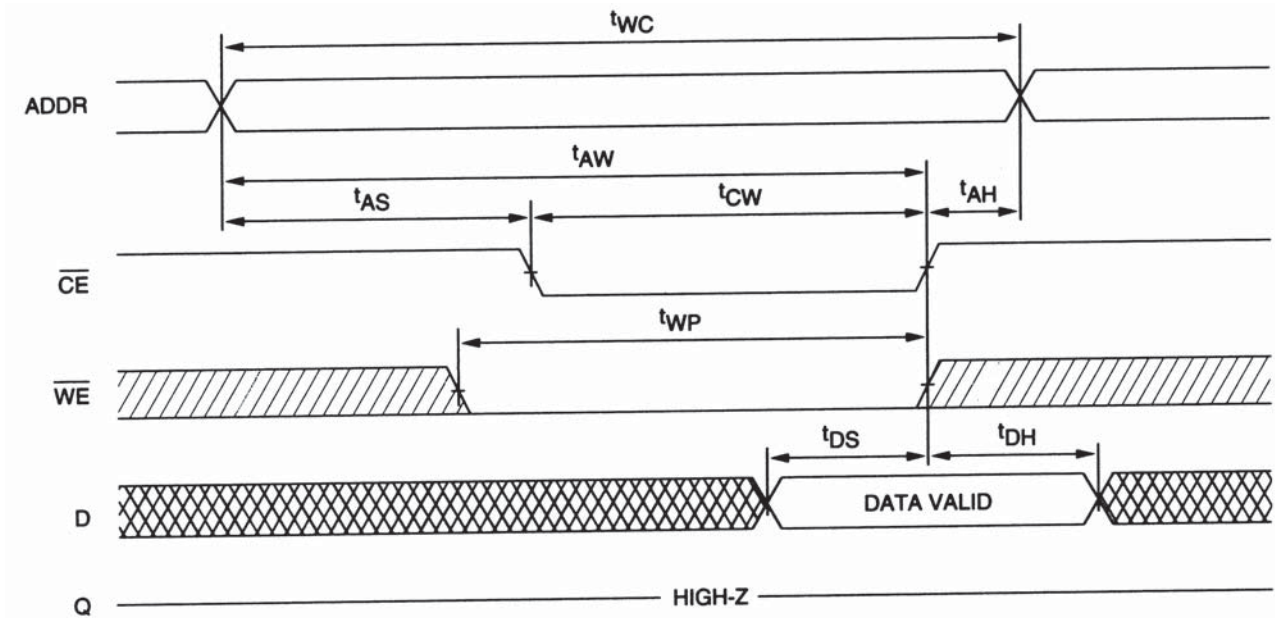 tWC
ADDR
tAW
tAS
tCW
tAH
CE
tWP
WE
tDS
tDH
D
DATA VALID
Q
HIGH-Z